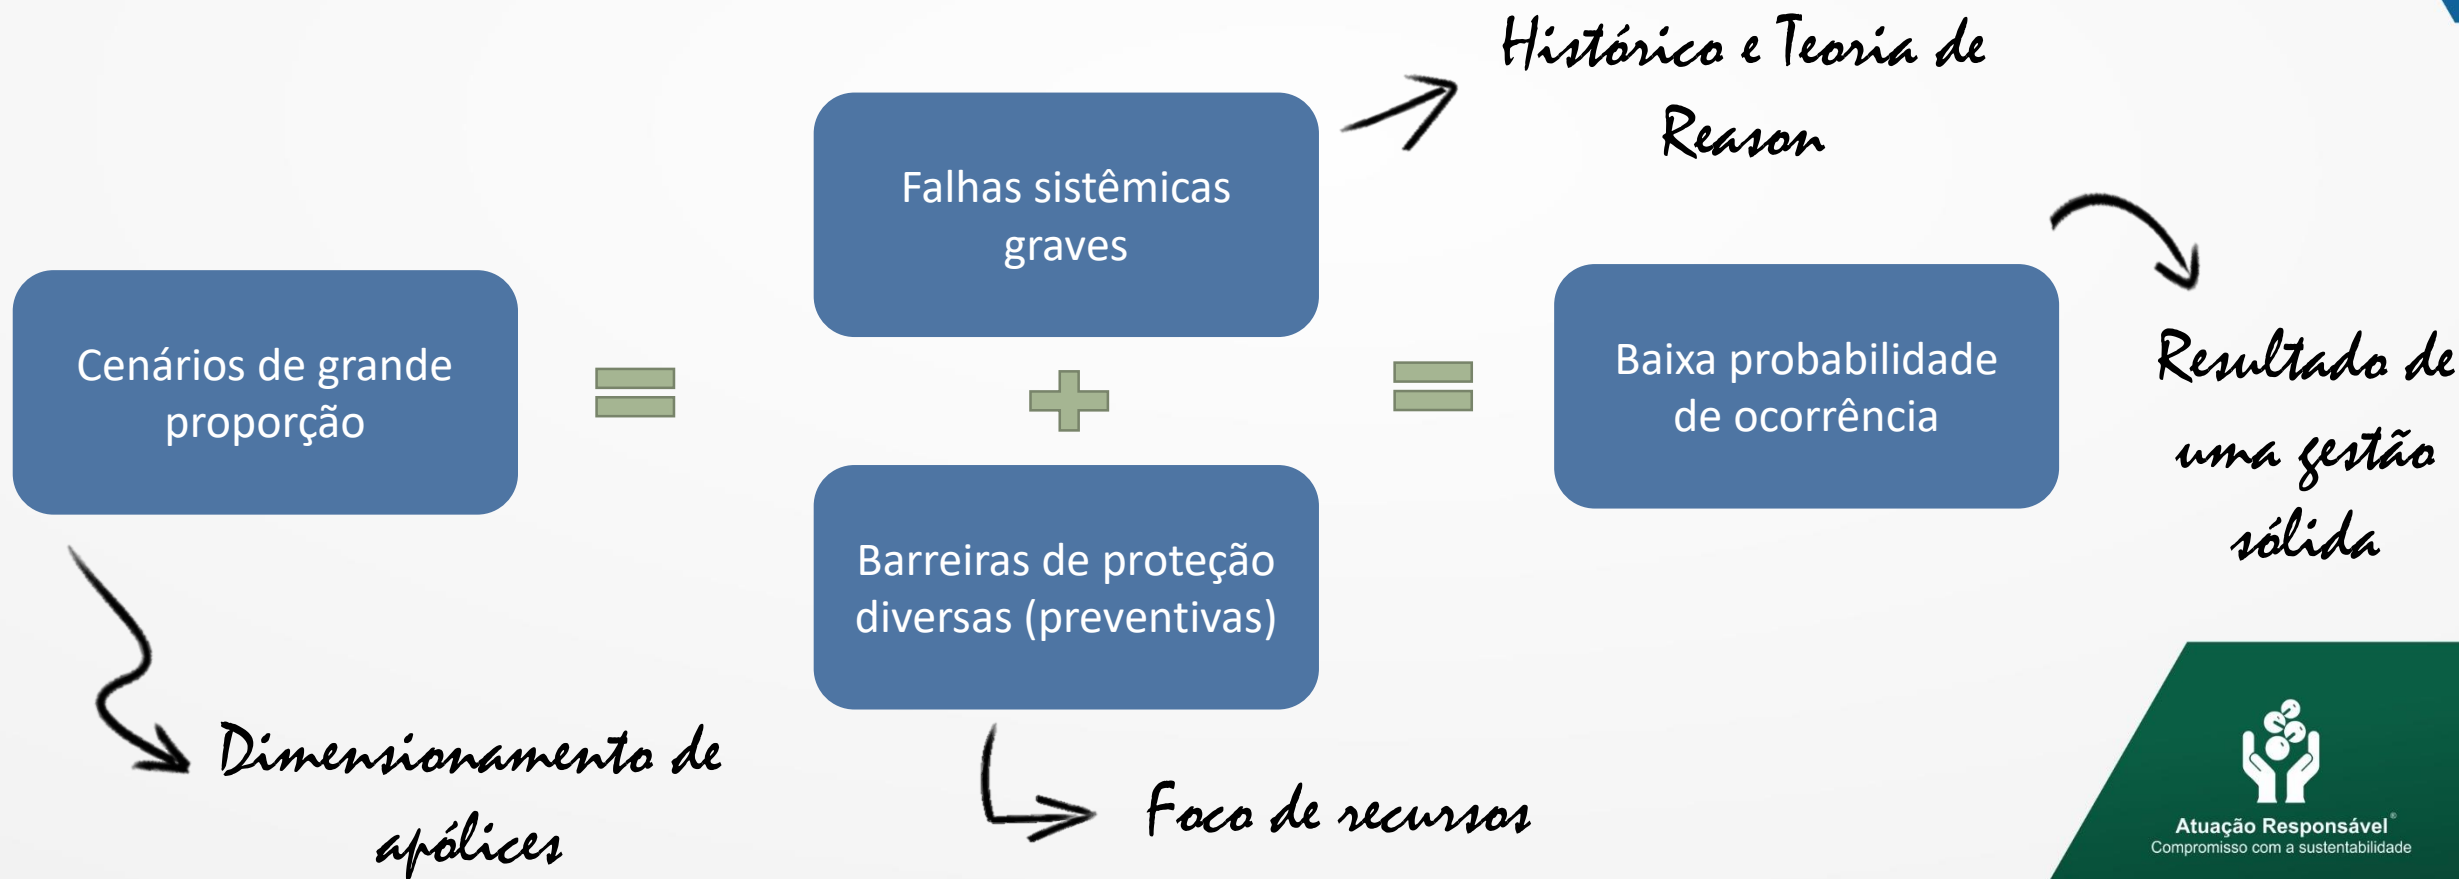 Histórico e Teoria de
Reason
Falhas sistêmicas
graves
Cenários de grande
proporção
Baixa probabilidade
de ocorrência
Resultado de
uma gestão
sólida
Barreiras de proteção
diversas (preventivas)
Dimensionamento de
apólices
Foco de recursos
Atuação Responsável®
Compromisso com a sustentabilidade